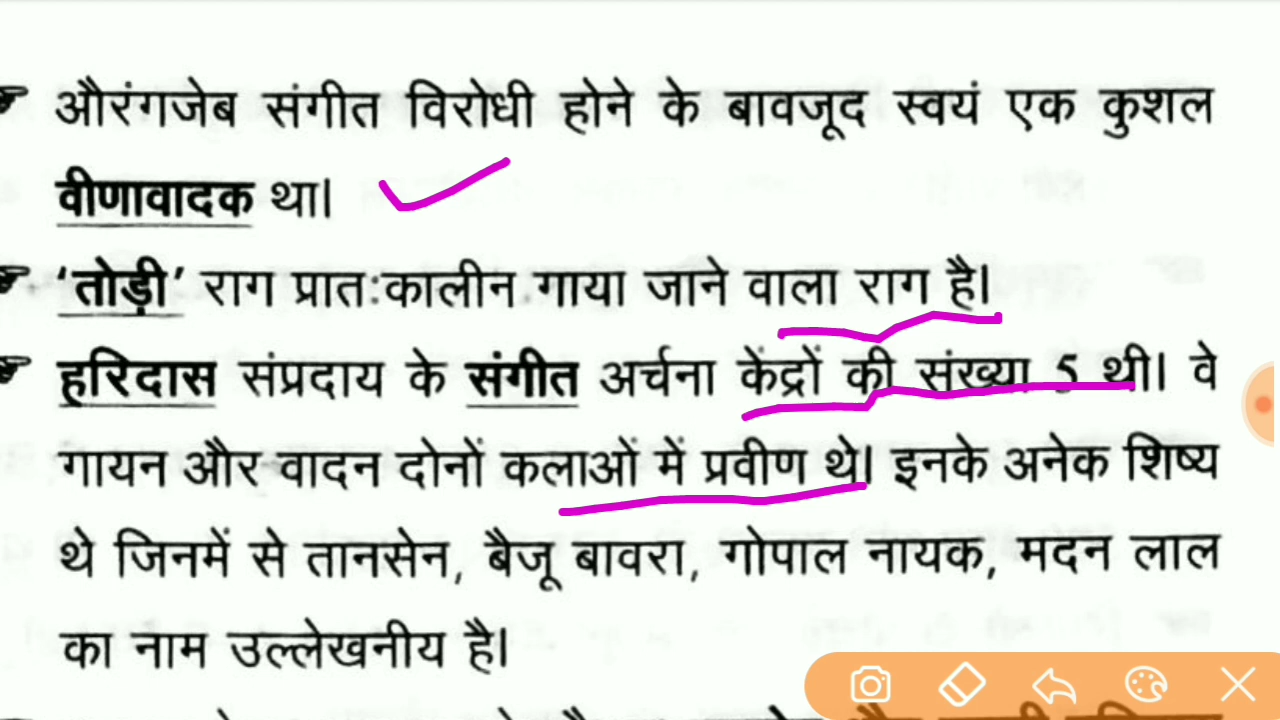 ☞ औरंगजेब संगीत विरोधी होने के बावजूद स्वयं एक कुशल
वीणावादक था।
☞ ‘तोड़ी’ राग प्रात:कालीन गाया जाने वाला राग है।
☞ हरिदास संप्रदाय के संगीत अर्चना केंद्रों की संख्या 5 थी। वे
गायन और वादन दोनों कलाओं में प्रवीण थे। इनके अनेक शिष्य
थे जिनमें से तानसेन, बैजू बावरा, गोपाल नायक, मदन लाल
का नाम उल्लेखनीय है।